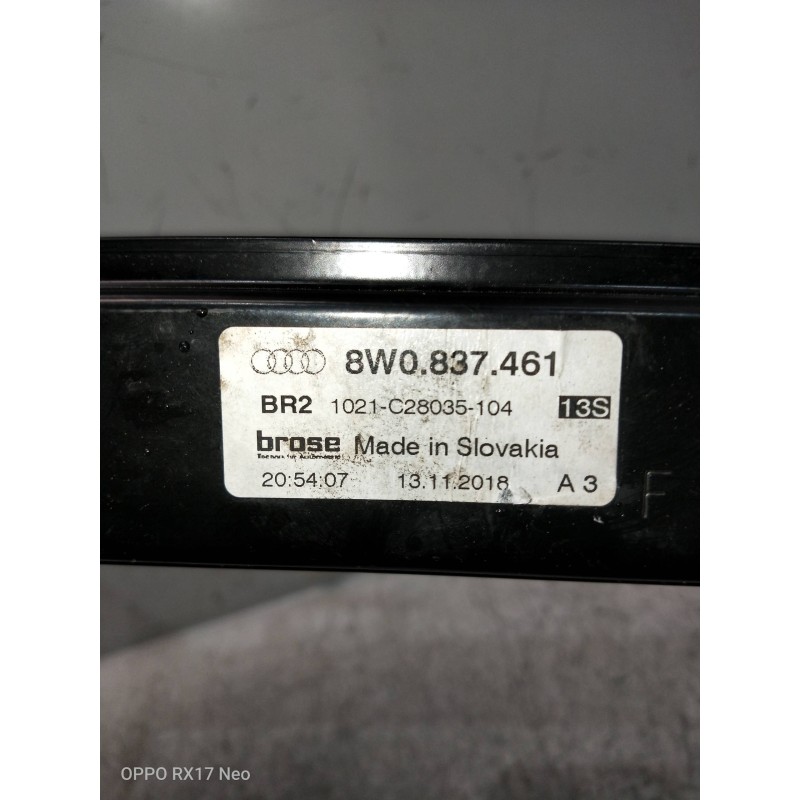 8W0.837.461
BR2 1021-C28035-104 13S
brose Made in Slovakia
20:54:07 13.11.2018 A 3
F
OPPO RX17 Neo